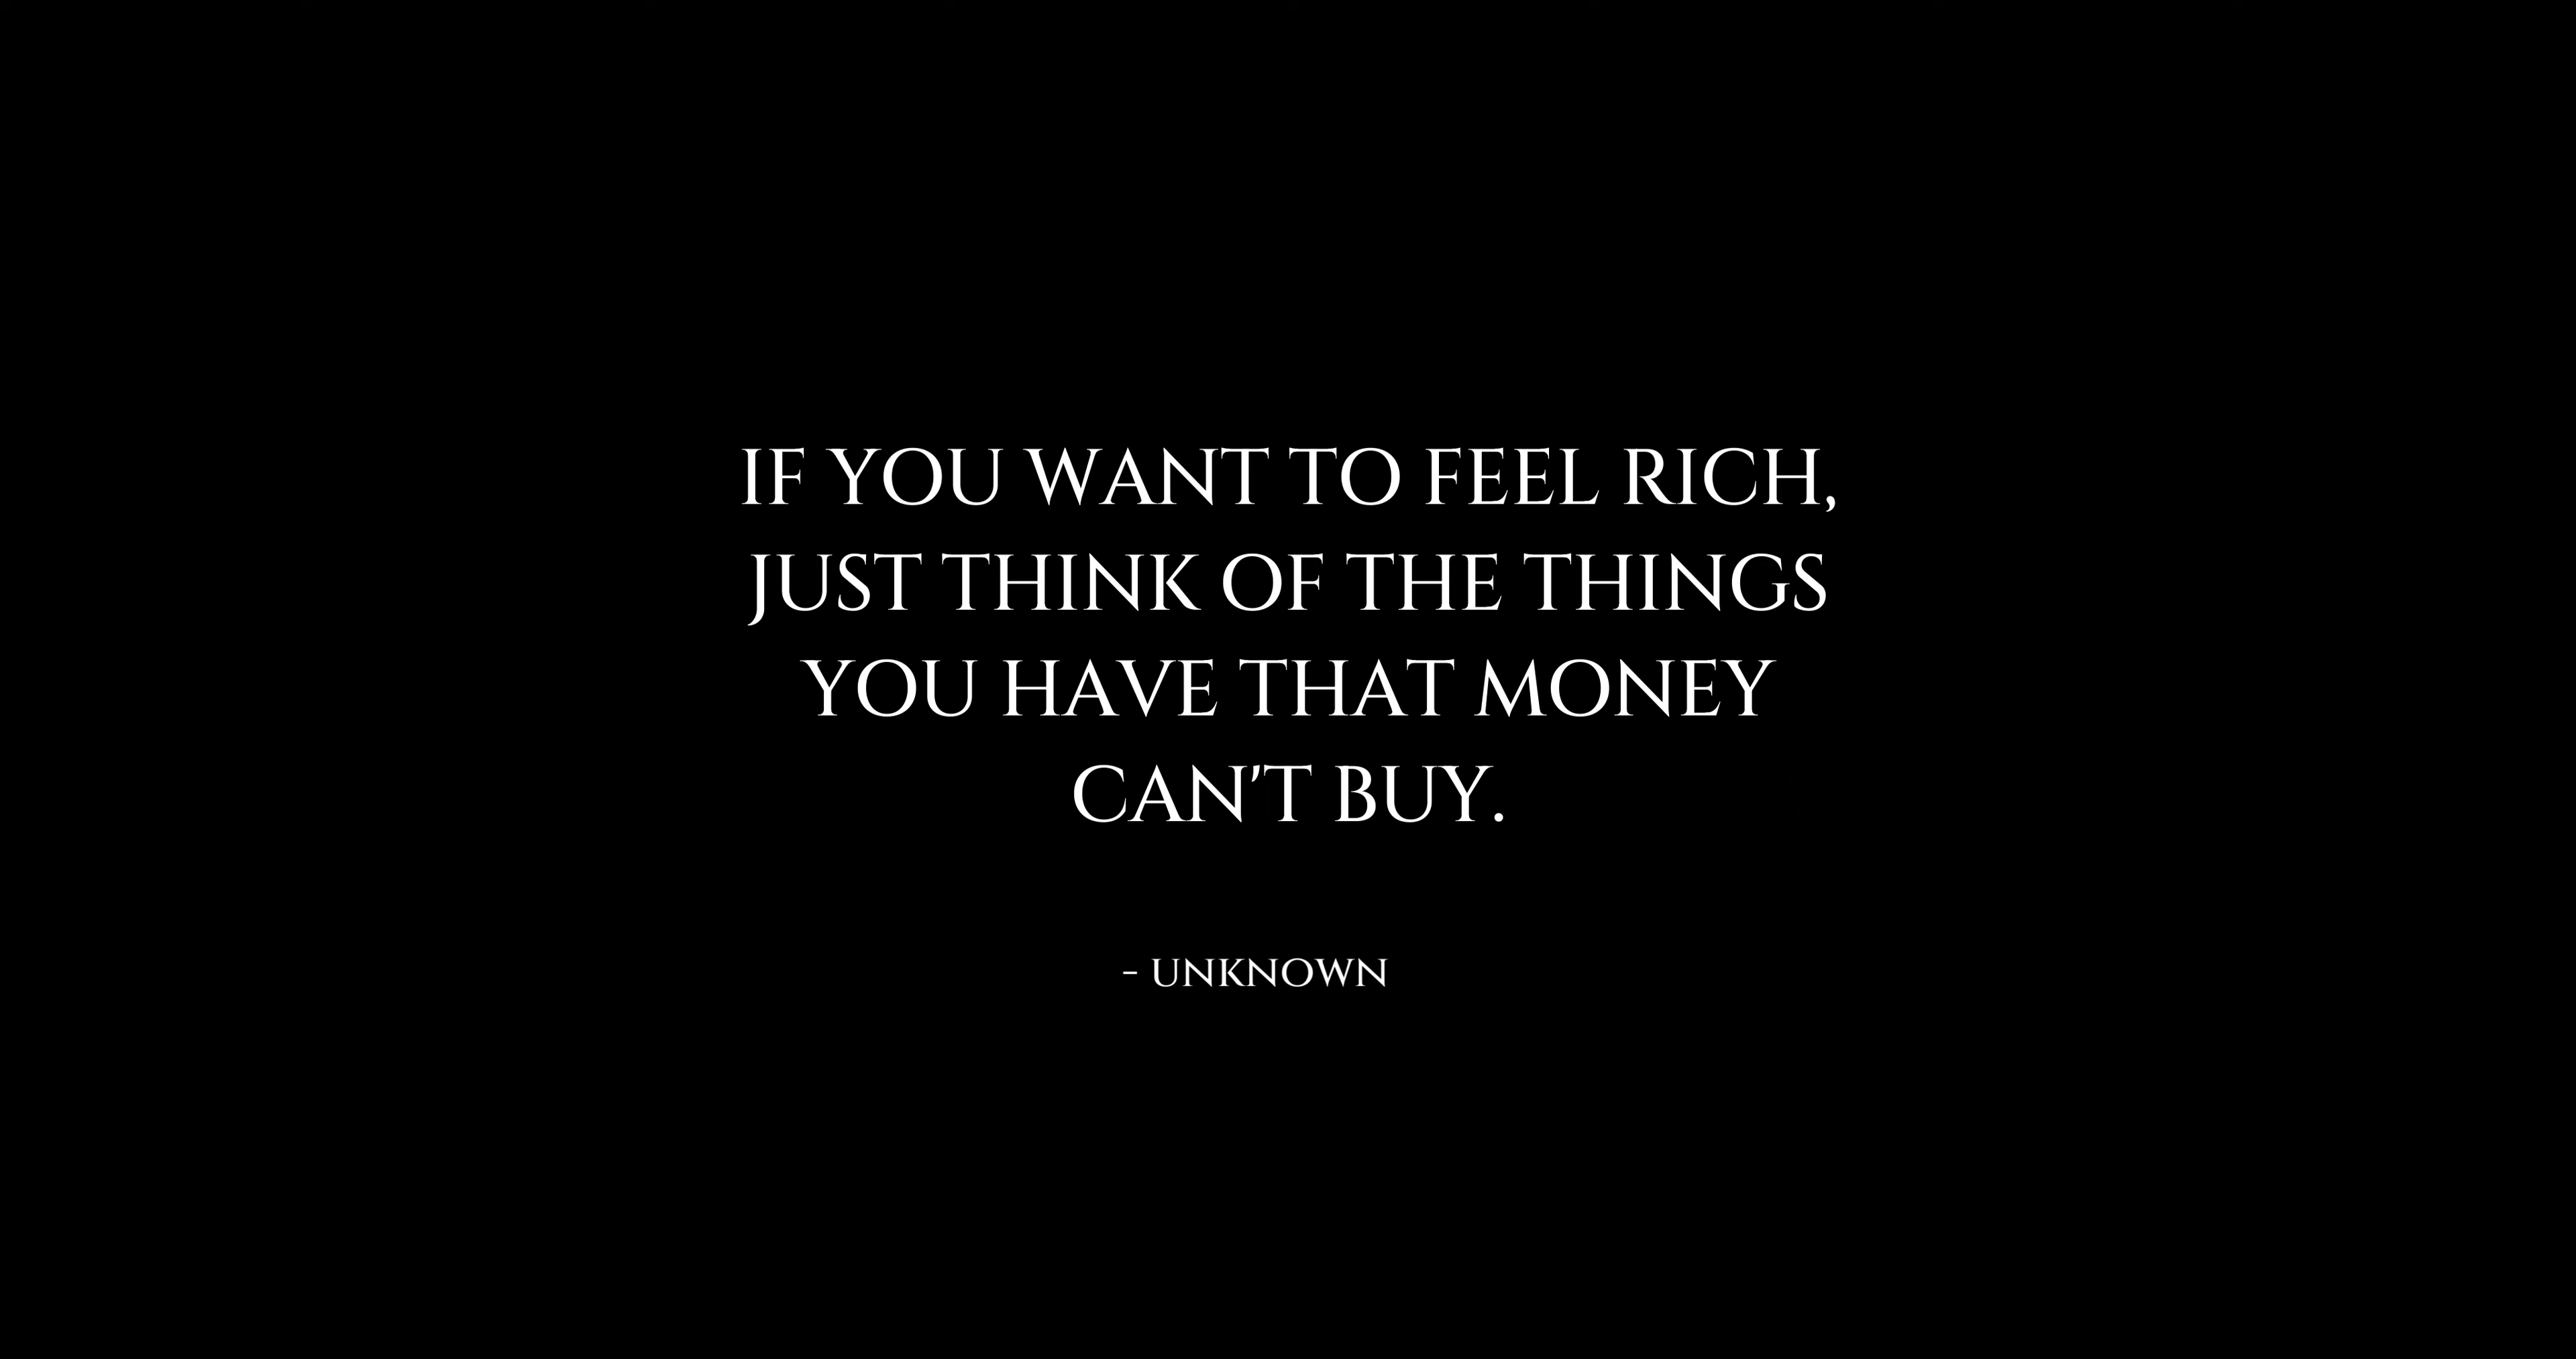 IF YOU WANT TO FEEL RICH,
JUST THINK OF THE THINGS
YOU HAVE THAT MONEY
CAN'T BUY.
- UNKNOWN